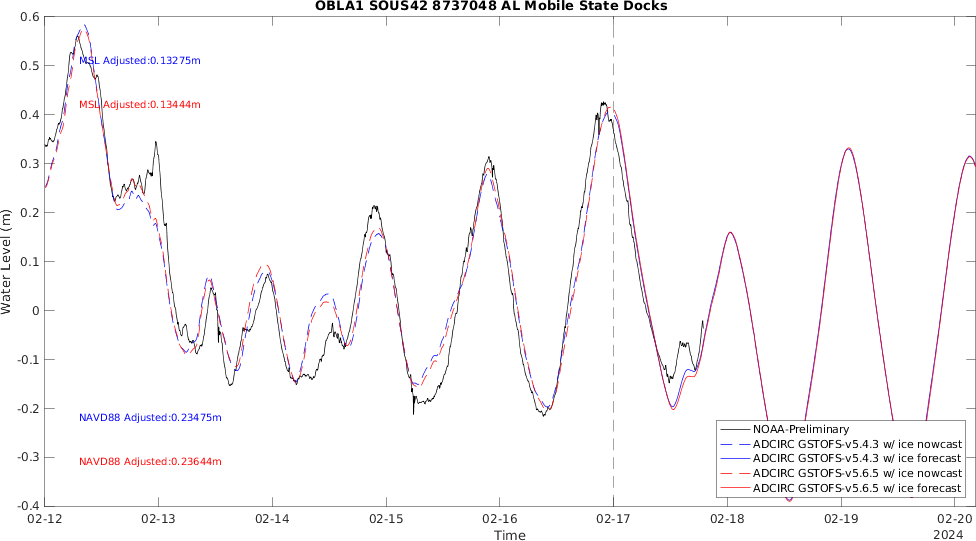 OBLA1 SOUS42 8737048 AL Mobile State Docks
0.6
0.5
0.4
0.3
0.2
0.1
0
-0.1
-0.2
-0.3
-0.4
Water Level (m)
MSL Adjusted:0.13275m
MSL Adjusted:0.13444m
NAVD88 Adjusted:0.23475m
NAVD88 Adjusted:0.23644m
NOAA-Preliminary
ADCIRC GSTOFS-v5.4.3 w/ ice nowcast
ADCIRC GSTOFS-v5.4.3 w/ ice forecast
ADCIRC GSTOFS-v5.6.5 w/ ice nowcast
ADCIRC GSTOFS-v5.6.5 w/ ice forecast
02-12 02-13 02-14 02-15 02-16 02-17 02-18 02-19 02-20
2024
Time